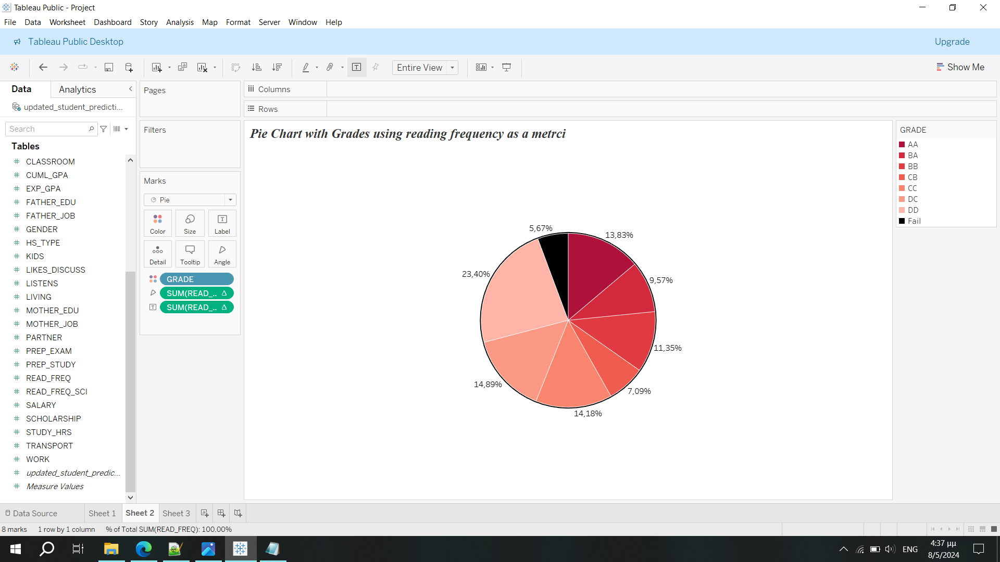 Tableau Public - Project
File Data Worksheet Dashboard Story Analysis Map Format Server Window Help
Tableau Public Desktop
Upgrade
Entire View
Show Me
Data
Analytics
updated_student_predicti...
Search
Tables
CLASSROOM
CUML_GPA
EXP_GPA
FATHER_EDU
FATHER_JOB
GENDER
HS_TYPE
KIDS
LIKES_DISCUSS
LISTENS
LIVING
MOTHER_EDU
MOTHER_JOB
PARTNER
PREP_EXAM
PREP_STUDY
READ_FREQ
READ_FREQ_SCI
SALARY
SCHOLARSHIP
STUDY_HRS
TRANSPORT
WORK
updated_student_predic...
Measure Values
Pages
Filters
Marks
Pie
Color
Size
Label
Detail
Tooltip
Angle
GRADE
SUM(READ_.. Δ
SUM(READ_.. Δ
Columns
Rows
Pie Chart with Grades using reading frequency as a metrci
5,67%
13,83%
23,40%
9,57%
11,35%
14,89%
7,09%
14,18%
GRADE
AA
BA
BB
CB
CC
DC
DD
Fail
Data Source
Sheet 1
Sheet 2
Sheet 3
8 marks
1 row by 1 column
% of Total SUM(READ_FREQ): 100,00%
ENG
4:37 μμ
8/5/2024